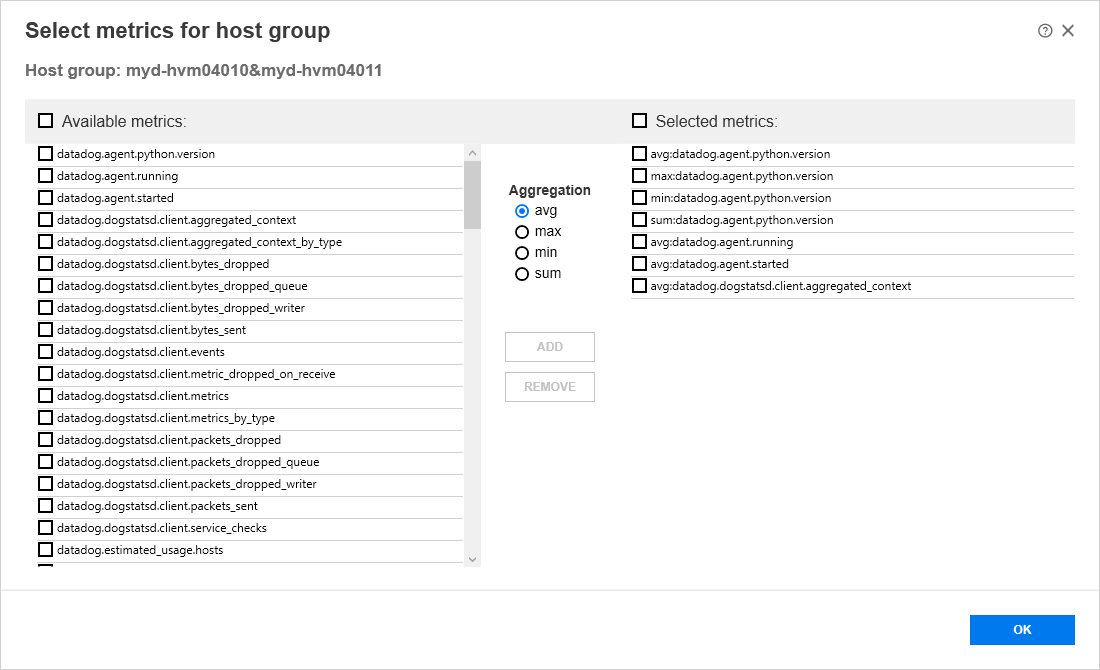 Select metrics for host group
Host group: myd-hvm04010&myd-hvm04011
Available metrics:
datadog.agent.python.version
datadog.agent.running
datadog.agent.started
datadog.dogstatsd.client.aggregated_context
datadog.dogstatsd.client.aggregated_context_by_type
datadog.dogstatsd.client.bytes_dropped
datadog.dogstatsd.client.bytes_dropped_queue
datadog.dogstatsd.client.bytes_dropped_writer
datadog.dogstatsd.client.bytes_sent
datadog.dogstatsd.client.events
datadog.dogstatsd.client.metric_dropped_on_receive
datadog.dogstatsd.client.metrics
datadog.dogstatsd.client.metrics_by_type
datadog.dogstatsd.client.packets_dropped
datadog.dogstatsd.client.packets_dropped_queue
datadog.dogstatsd.client.packets_dropped_writer
datadog.dogstatsd.client.packets_sent
datadog.dogstatsd.client.service_checks
datadog.estimated_usage.hosts
Aggregation
avg
max
min
sum
ADD
REMOVE
Selected metrics:
avg:datadog.agent.python.version
max:datadog.agent.python.version
min:datadog.agent.python.version
sum:datadog.agent.python.version
avg:datadog.agent.running
avg:datadog.agent.started
avg:datadog.dogstatsd.client.aggregated_context
OK